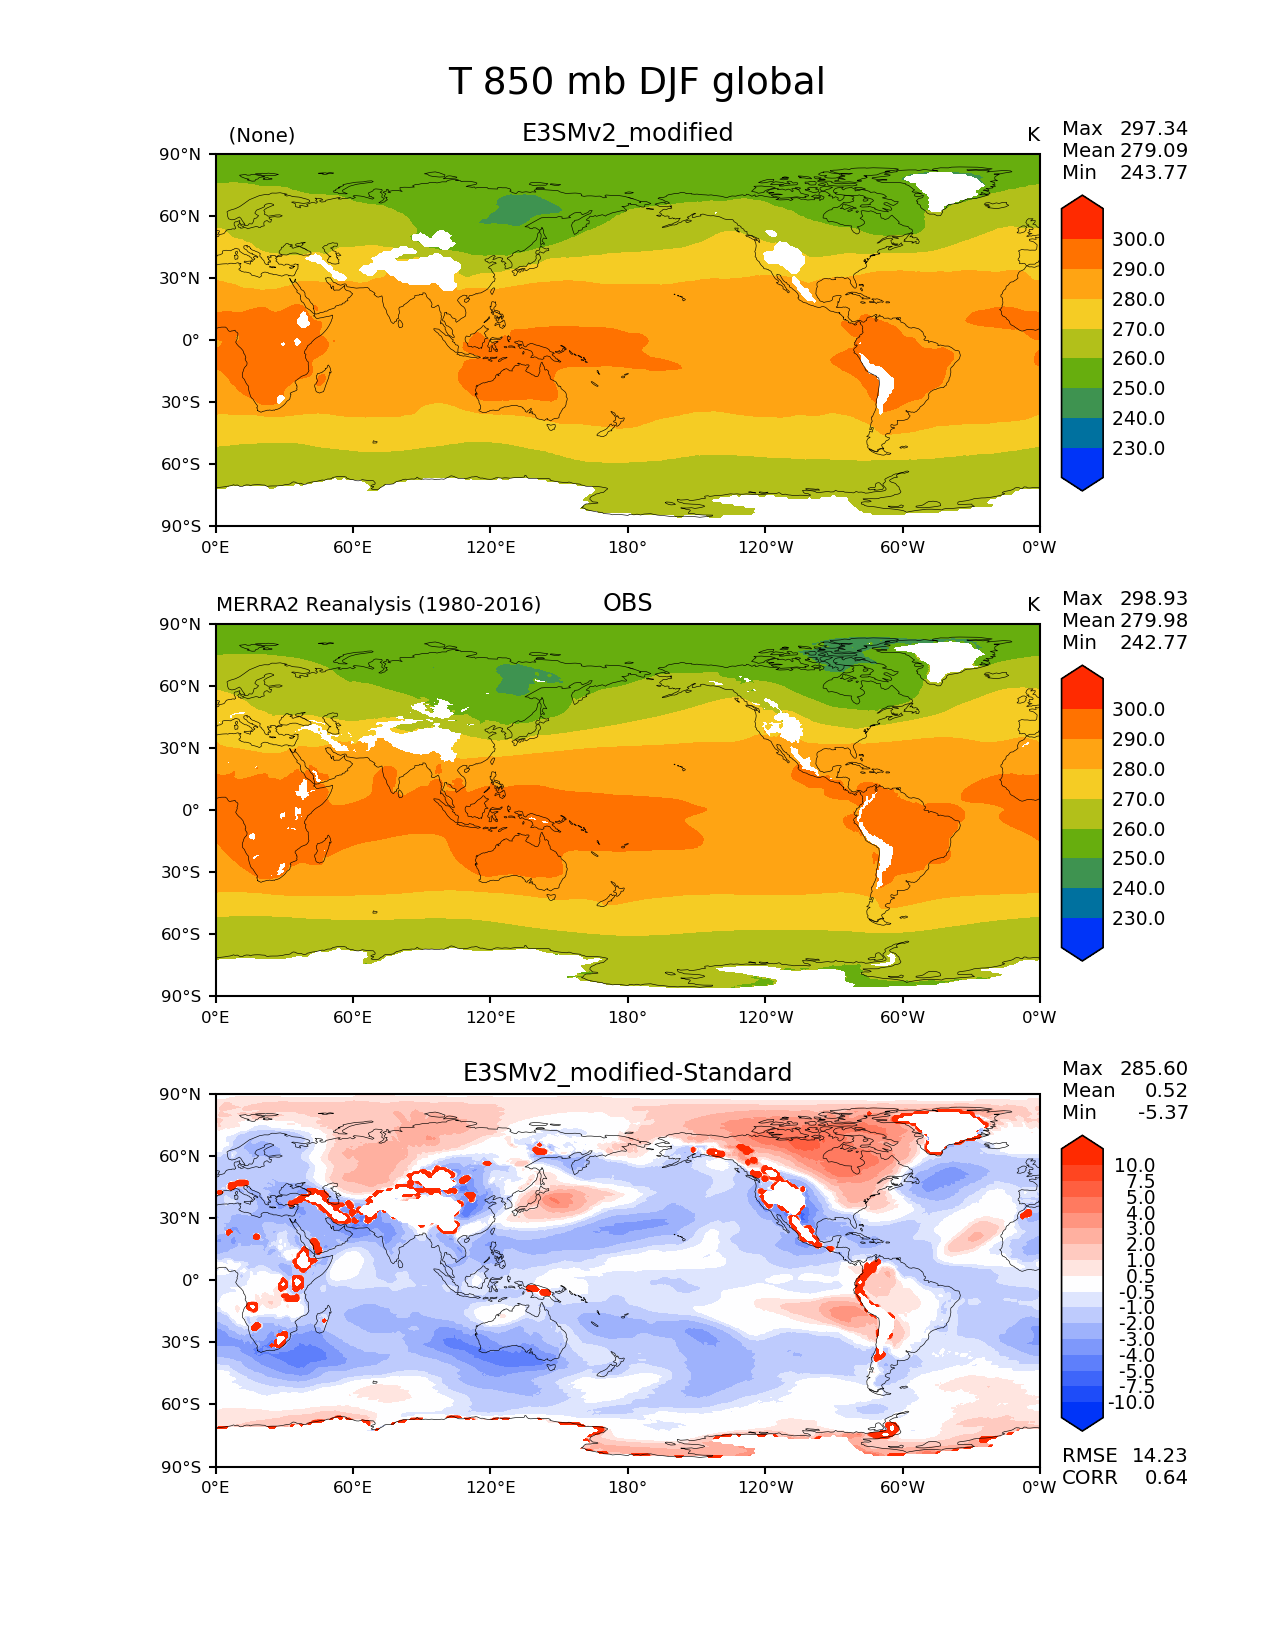 T 850 mb DJF global
(None) E3SMv2_modified K
Max 297.34
Mean 279.09
Min 243.77
90°N
60°N
30°N
0°
30°S
60°S
90°S
0°E 60°E 120°E 180° 120°W 60°W 0°W
300.0
290.0
280.0
270.0
260.0
250.0
240.0
230.0
MERRA2 Reanalysis (1980-2016) OBS K
Max 298.93
Mean 279.98
Min 242.77
90°N
60°N
30°N
0°
30°S
60°S
90°S
0°E 60°E 120°E 180° 120°W 60°W 0°W
300.0
290.0
280.0
270.0
260.0
250.0
240.0
230.0
E3SMv2_modified-Standard
Max 285.60
Mean 0.52
Min -5.37
90°N
60°N
30°N
0°
30°S
60°S
90°S
0°E 60°E 120°E 180° 120°W 60°W 0°W
10.0
7.5
5.0
4.0
3.0
2.0
1.0
0.5
-0.5
-1.0
-2.0
-3.0
-4.0
-5.0
-7.5
-10.0
RMSE 14.23
CORR 0.64